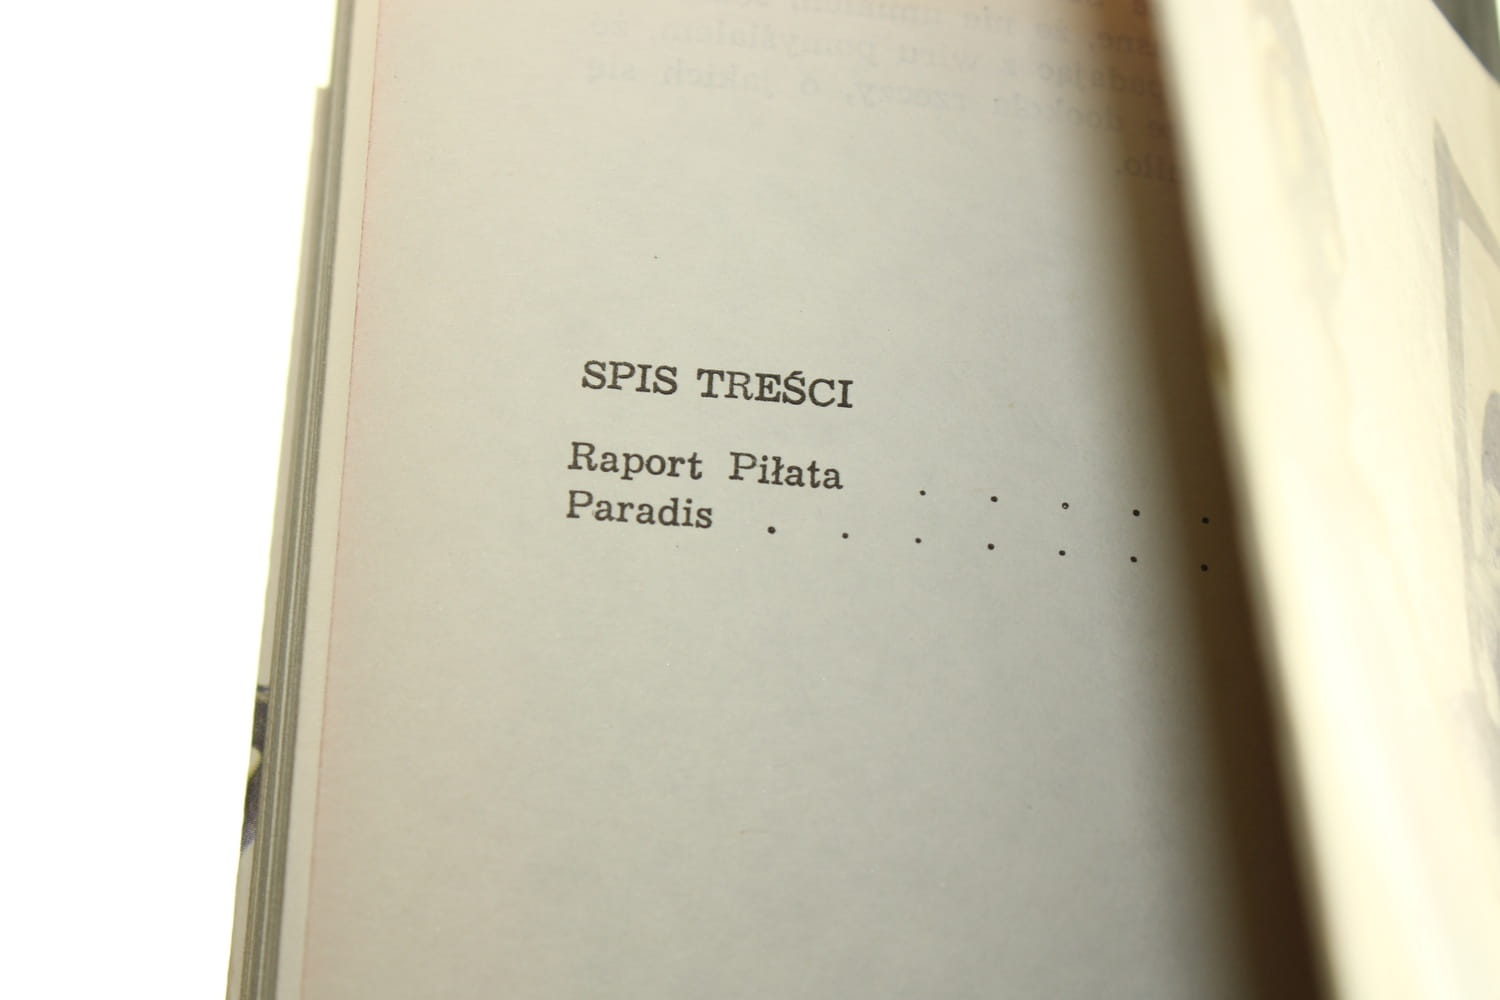 SPIS TREŚCI
Raport Piłata . . . . .
Paradis . . . . . . .